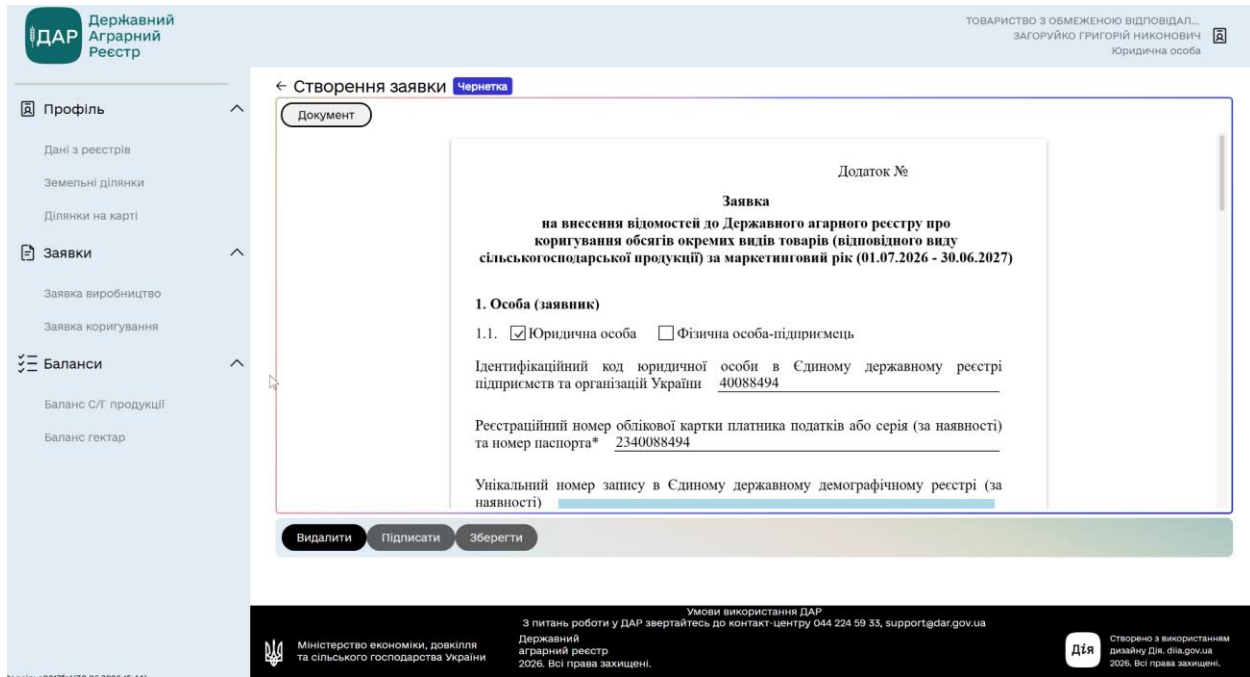 ДАР
Державний
Аграрний
Реєстр
ТОВАРИСТВО З ОБМЕЖЕНОЮ ВІДПОВІДАЛ...
ЗАГОРУЙКО ГРИГОРІЙ НИКОНОВИЧ
Юридична особа
Профіль
Дані з реєстрів
Земельні ділянки
Ділянки на карті
Заявки
Заявка виробництво
Заявка коригування
Баланси
Баланс С/Г продукції
Баланс гектар
← Створення заявки Чернетка
Документ
Додаток №
Заявка
на внесення відомостей до Державного агарного реєстру про
коригування обсягів окремих видів товарів (відповідного виду
сільськогосподарської продукції) за маркетинговий рік (01.07.2026 - 30.06.2027)
1. Особа (заявник)
1.1. Юридична особа Фізична особа-підприємець
Ідентифікаційний код юридичної особи в Єдиному державному реєстрі
підприємств та організацій України 40088494
Реєстраційний номер облікової картки платника податків або серія (за наявності)
та номер паспорта* 2340088494
Унікальний номер запису в Єдиному державному демографічному реєстрі (за
наявності)
Видалити Підписати Зберегти
Умови використання ДАР
З питань роботи у ДАР звертайтесь до контакт-центру 044 224 59 33, support@dar.gov.ua
Міністерство економіки, довкілля
та сільського господарства України
Державний
аграрний реєстр
2026. Всі права захищені.
Дія
Створено з використанням
дизайну Дія. diia.gov.ua
2026. Всі права захищені.